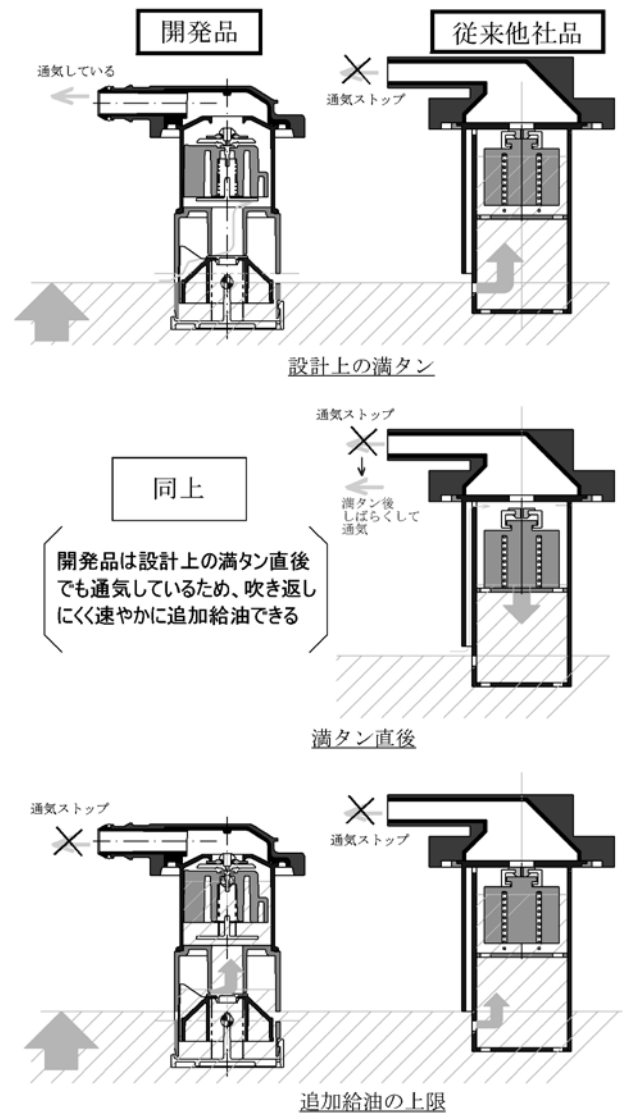 開発品
従来他社品
通気している
通気ストップ
設計上の満タン
通気ストップ
同上
満タン後
しばらくして
通気
開発品は設計上の満タン直後
でも通気しているため、吹き返し
にくく速やかに追加給油できる
満タン直後
通気ストップ
通気ストップ
追加給油の上限